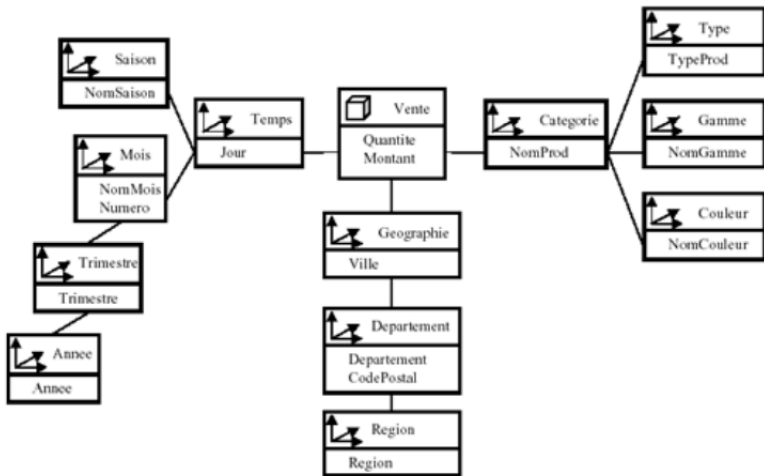 Saison
NomSaison
Mois
NomMois
Numero
Trimestre
Trimestre
Annee
Annee
Temps
Jour
Vente
Quantite
Montant
Geographie
Ville
Departement
Departement
CodePostal
Region
Region
Categorie
NomProd
Type
TypeProd
Gamme
NomGamme
Couleur
NomCouleur